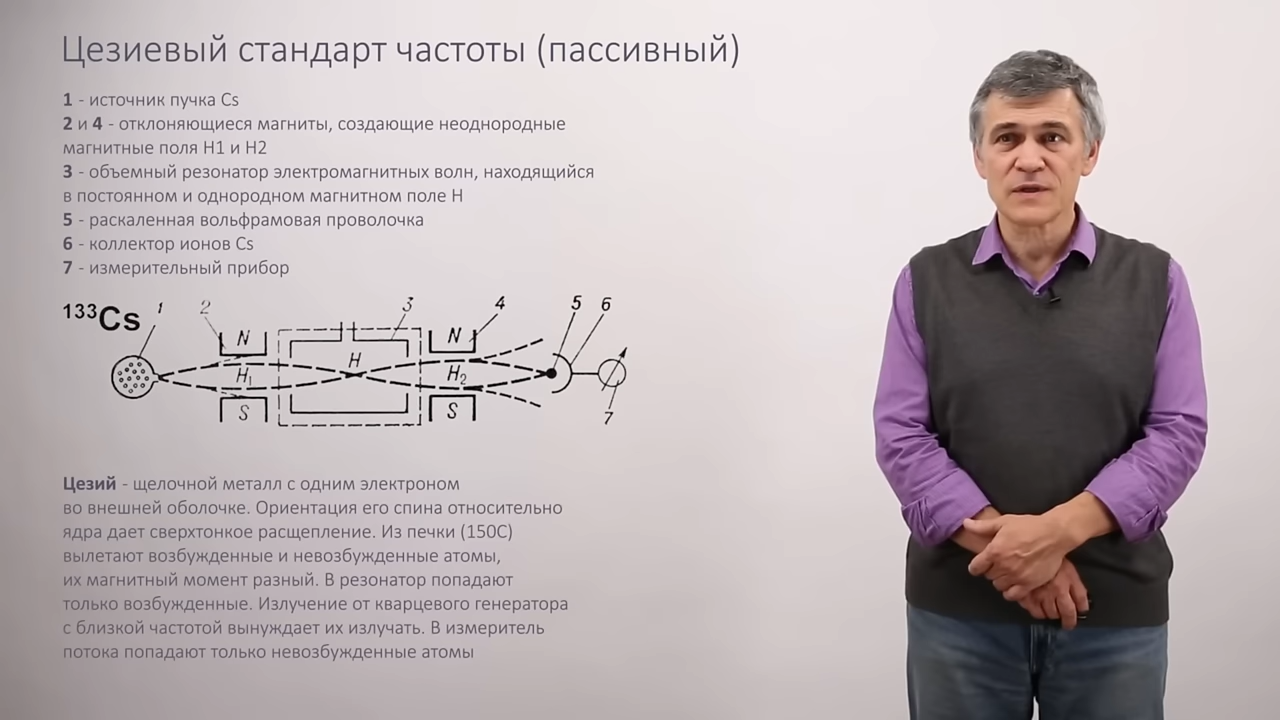 Цезиевый стандарт частоты (пассивный)
1 - источник пучка Cs
2 и 4 - отклоняющиеся магниты, создающие неоднородные
магнитные поля H1 и H2
3 - объемный резонатор электромагнитных волн, находящийся
в постоянном и однородном магнитном поле H
5 - раскаленная вольфрамовая проволочка
6 - коллектор ионов Cs
7 - измерительный прибор
¹³³Cs 1 2 3 4 5 6
N N
H
H₁ H₂
S S
7
Цезий - щелочной металл с одним электроном
во внешней оболочке. Ориентация его спина относительно
ядра дает сверхтонкое расщепление. Из печки (150С)
вылетают возбужденные и невозбужденные атомы,
их магнитный момент разный. В резонатор попадают
только возбужденные. Излучение от кварцевого генератора
с близкой частотой вынуждает их излучать. В измеритель
потока попадают только невозбужденные атомы